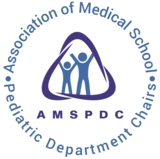 • Association of Medical School •
Pediatric Department Chairs
AMSPDC